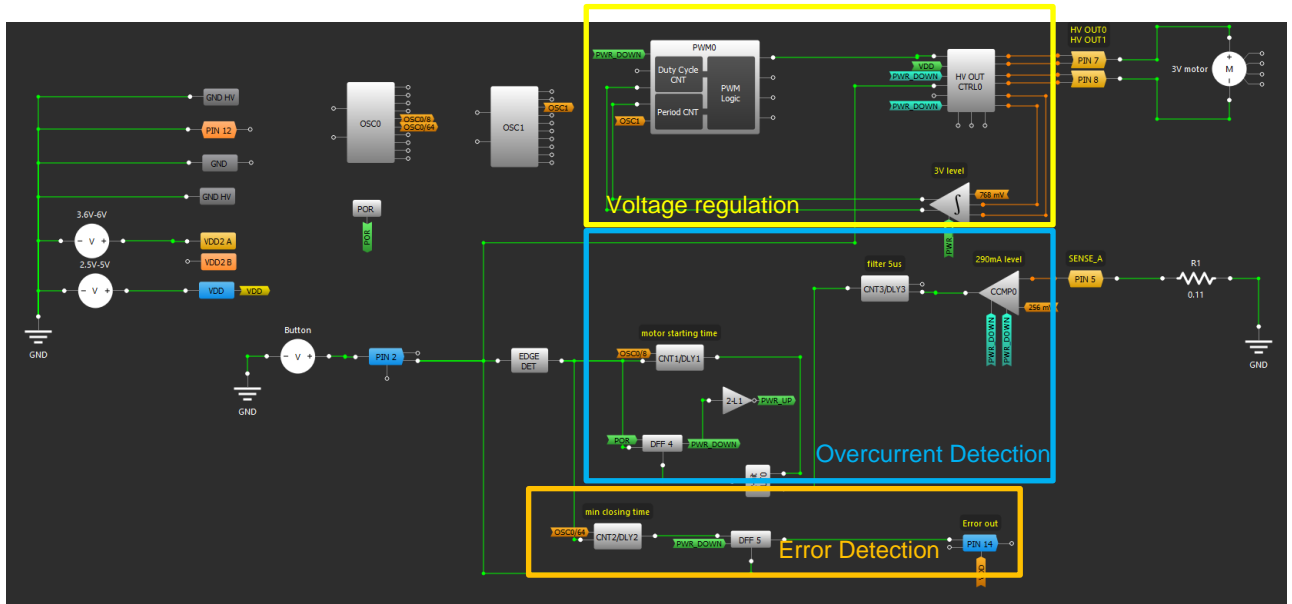 HV OUT0
HV OUT1
PWR_DOWN
PWM0
Duty Cycle
CNT
PWM
Logic
Period CNT
OSC1
VDD
PWR_DOWN
PWR_DOWN
HV OUT
CTRL0
PIN 7
PIN 8
3V motor
+
M
GND HV
PIN 12
GND
GND HV
OSC0
OSC0/8
OSC0/64
OSC1
OSC1
POR
POR
3V level
768 mV
∫
Voltage regulation
3.6V-6V
- V +
VDD2 A
VDD2 B
2.5V-5V
- V +
VDD
VDD
GND
filter 5us
CNT3/DLY3
290mA level
CCMP0
256 mV
PWR_DOWN
PWR_DOWN
SENSE_A
PIN 5
R1
0.11
GND
Button
- V +
PIN 2
GND
EDGE
DET
motor starting time
OSC0/8
CNT1/DLY1
2-L1
PWR_UP
POR
DFF 4
PWR_DOWN
Overcurrent Detection
min closing time
OSC0/64
CNT2/DLY2
PWR_DOWN
DFF 5
Error out
PIN 14
Error Detection